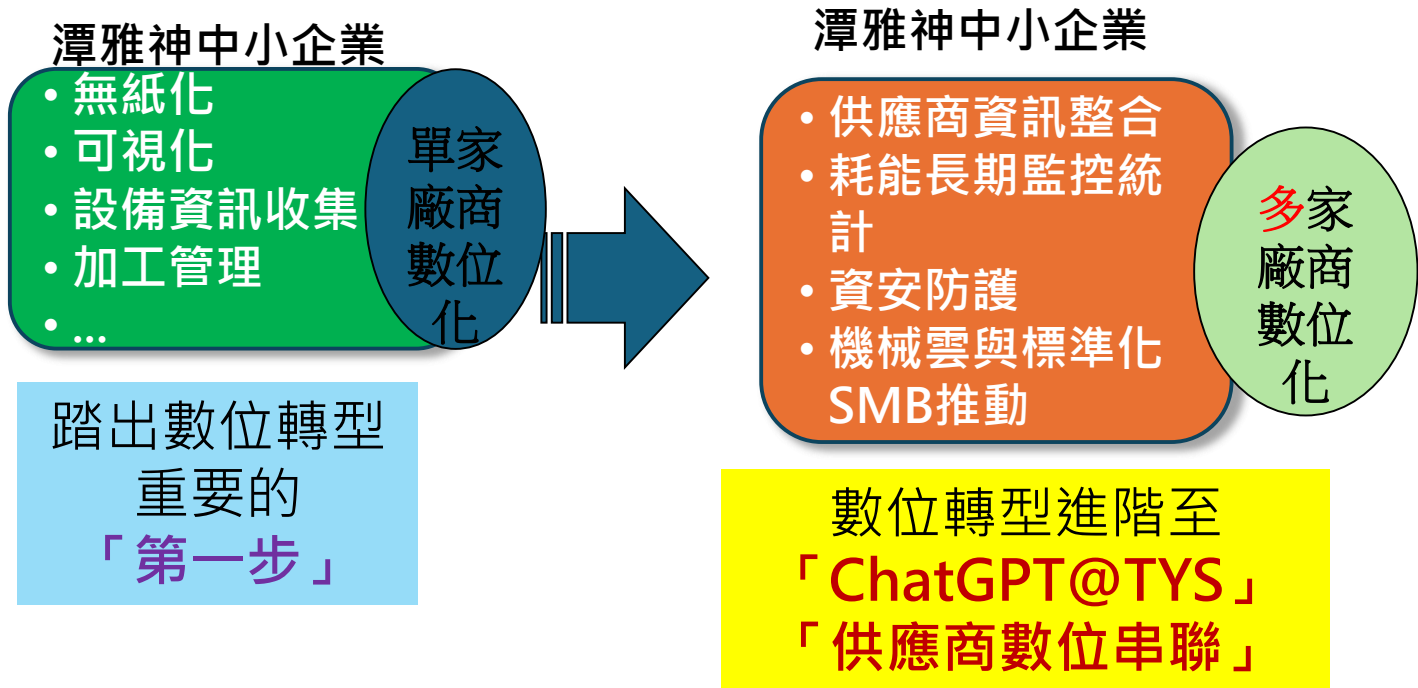 潭雅神中小企業
• 無紙化
• 可視化
• 設備資訊收集
• 加工管理
• ...
單家
廠商
數位
化
踏出數位轉型
重要的
「第一步」
潭雅神中小企業
• 供應商資訊整合
• 耗能長期監控統
計
• 資安防護
• 機械雲與標準化
SMB推動
多家
廠商
數位
化
數位轉型進階至
「ChatGPT@TYS」
「供應商數位串聯」